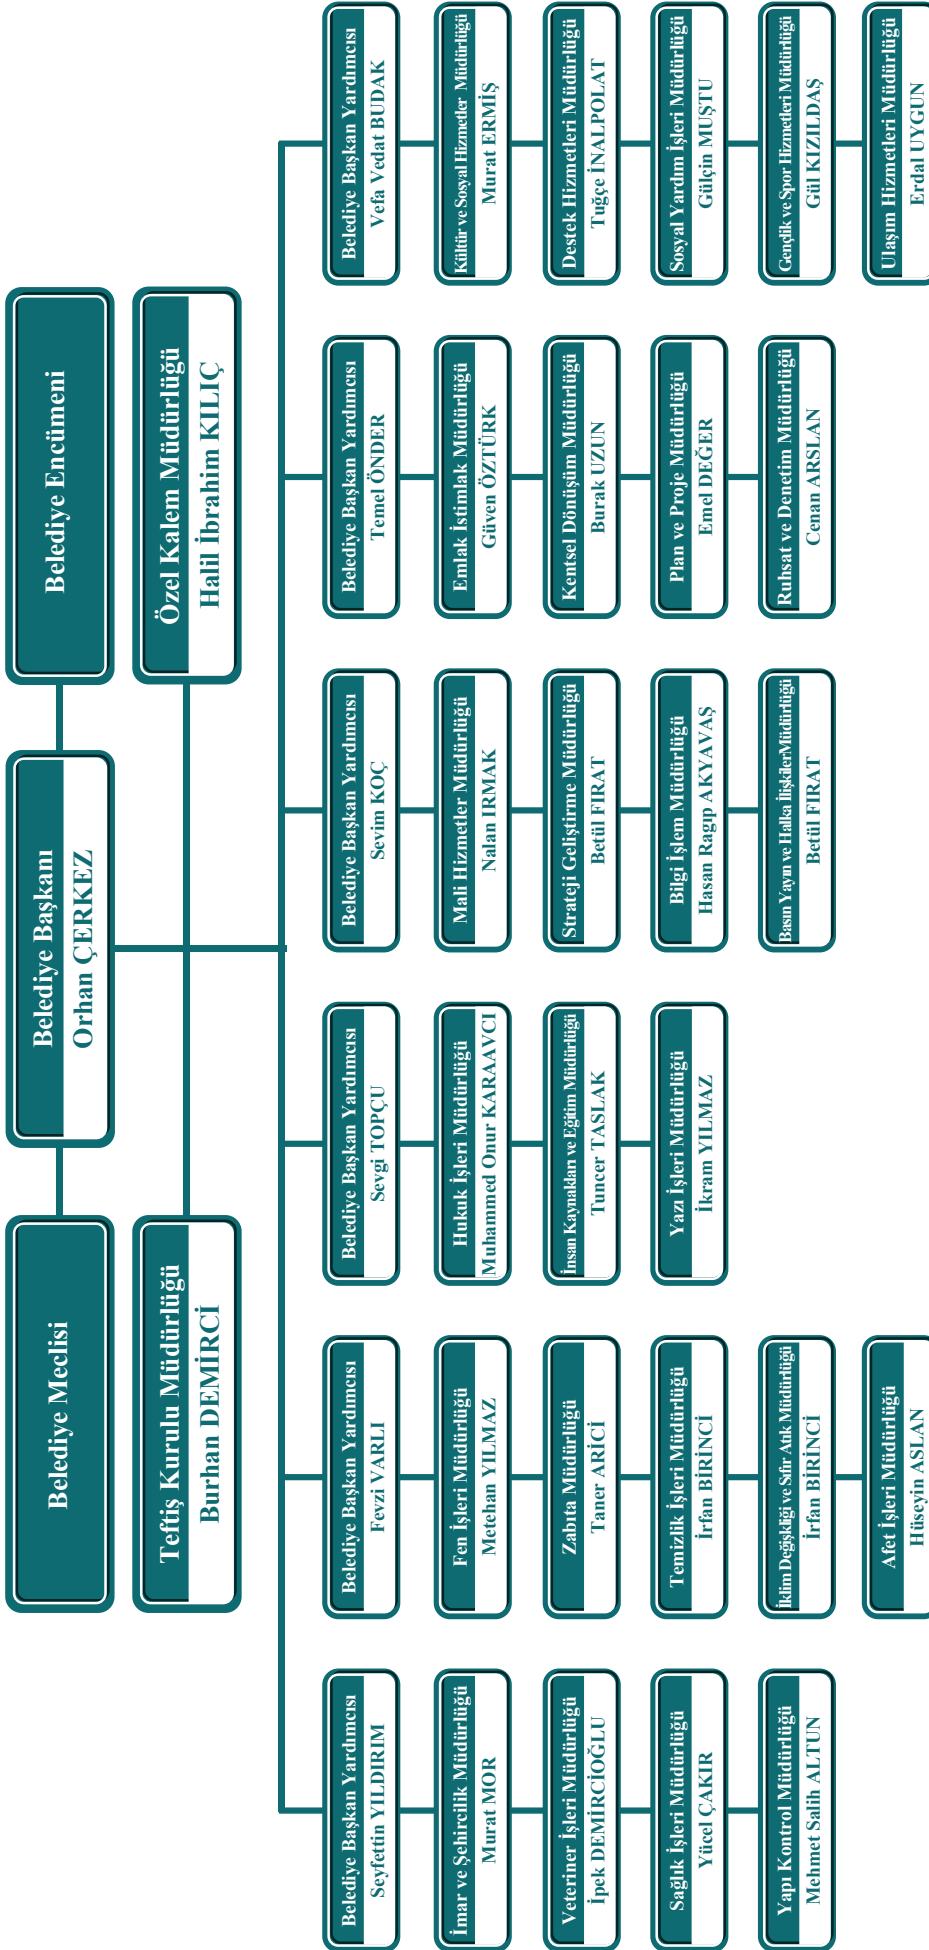 Belediye Meclisi
Belediye Başkanı
Orhan ÇERKEZ
Belediye Encümeni
Teftiş Kurulu Müdürlüğü
Burhan DEMİRCİ
Özel Kalem Müdürlüğü
Halil İbrahim KILIÇ
Belediye Başkan Yardımcısı
Seyfettin YILDIRIM
İmar ve Şehircilik Müdürlüğü
Murat MOR
Veteriner İşleri Müdürlüğü
İpek DEMİRCİOĞLU
Sağlık İşleri Müdürlüğü
Yücel ÇAKIR
Yapı Kontrol Müdürlüğü
Mehmet Salih ALTUN
Belediye Başkan Yardımcısı
Fevzi VARLI
Fen İşleri Müdürlüğü
Metehan YILMAZ
Zabıta Müdürlüğü
Taner ARİCİ
Temizlik İşleri Müdürlüğü
İrfan BİRİNCİ
İklim Değişkliği ve Sıfır Atık Müdürlüğü
İrfan BİRİNCİ
Afet İşleri Müdürlüğü
Hüseyin ASLAN
Belediye Başkan Yardımcısı
Sevgi TOPÇU
Hukuk İşleri Müdürlüğü
Muhammed Onur KARAAVCI
İnsan Kaynakları ve Eğitim Müdürlüğü
Tuncer TASLAK
Yazı İşleri Müdürlüğü
İkram YILMAZ
Belediye Başkan Yardımcısı
Sevim KOÇ
Mali Hizmetler Müdürlüğü
Nalan IRMAK
Strateji Geliştirme Müdürlüğü
Betül FIRAT
Bilgi İşlem Müdürlüğü
Hasan Ragıp AKYAVAŞ
Basın Yayın ve Halka İlişkilerMüdürlüğü
Betül FIRAT
Belediye Başkan Yardımcısı
Temel ÖNDER
Emlak İstimlak Müdürlüğü
Güven ÖZTÜRK
Kentsel Dönüşüm Müdürlüğü
Burak UZUN
Plan ve Proje Müdürlüğü
Emel DEĞER
Ruhsat ve Denetim Müdürlüğü
Cenan ARSLAN
Belediye Başkan Yardımcısı
Vefa Vedat BUDAK
Kültür ve Sosyal Hizmetler Müdürlüğü
Murat ERMİŞ
Destek Hizmetleri Müdürlüğü
Tuğçe İNALPOLAT
Sosyal Yardım İşleri Müdürlüğü
Gülçin MUŞTU
Gençlik ve Spor Hizmetleri Müdürlüğü
Gül KIZILDAŞ
Ulaşım Hizmetleri Müdürlüğü
Erdal UYGUN